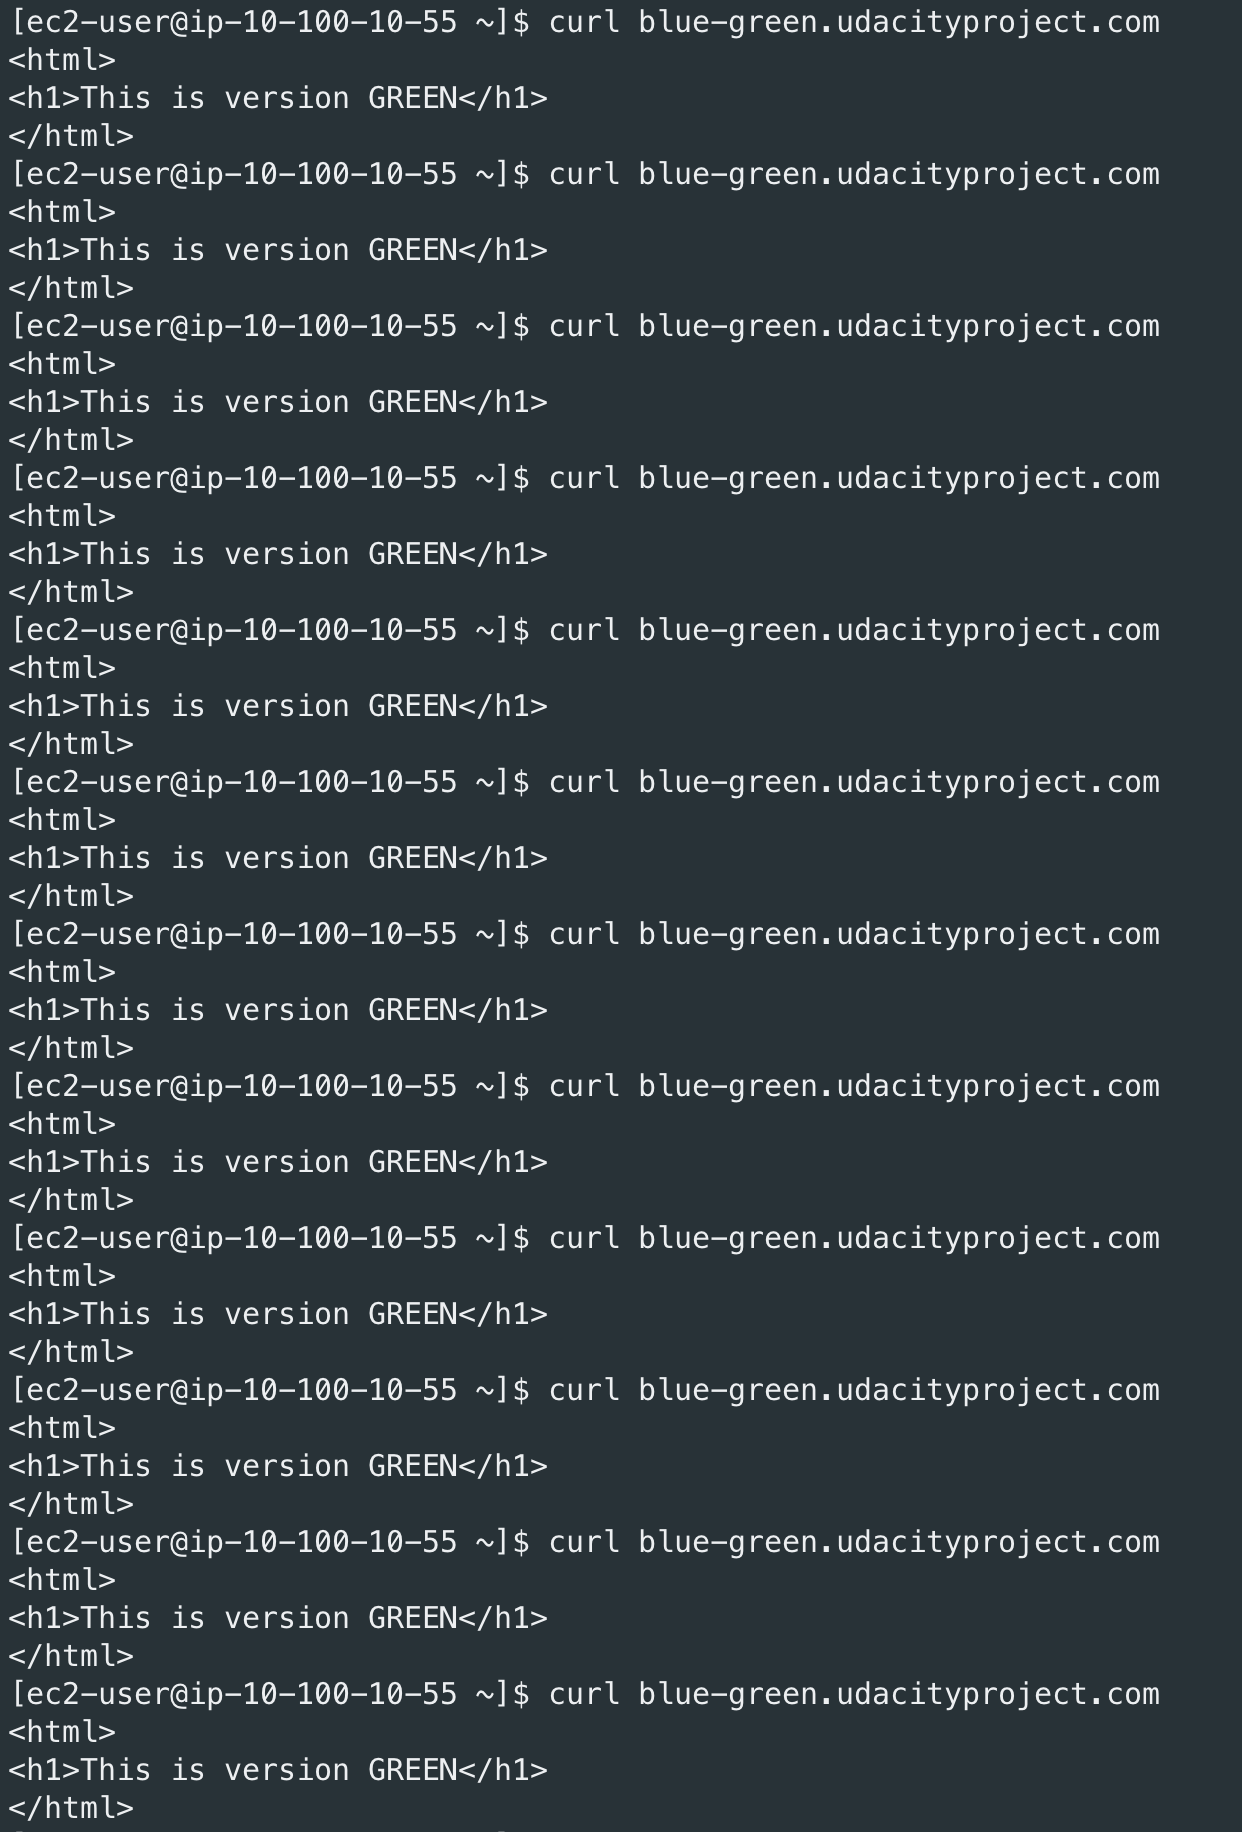 [ec2-user@ip-10-100-10-55 ~]$ curl blue-green.udacityproject.com
<html>
<h1>This is version GREEN</h1>
</html>
[ec2-user@ip-10-100-10-55 ~]$ curl blue-green.udacityproject.com
<html>
<h1>This is version GREEN</h1>
</html>
[ec2-user@ip-10-100-10-55 ~]$ curl blue-green.udacityproject.com
<html>
<h1>This is version GREEN</h1>
</html>
[ec2-user@ip-10-100-10-55 ~]$ curl blue-green.udacityproject.com
<html>
<h1>This is version GREEN</h1>
</html>
[ec2-user@ip-10-100-10-55 ~]$ curl blue-green.udacityproject.com
<html>
<h1>This is version GREEN</h1>
</html>
[ec2-user@ip-10-100-10-55 ~]$ curl blue-green.udacityproject.com
<html>
<h1>This is version GREEN</h1>
</html>
[ec2-user@ip-10-100-10-55 ~]$ curl blue-green.udacityproject.com
<html>
<h1>This is version GREEN</h1>
</html>
[ec2-user@ip-10-100-10-55 ~]$ curl blue-green.udacityproject.com
<html>
<h1>This is version GREEN</h1>
</html>
[ec2-user@ip-10-100-10-55 ~]$ curl blue-green.udacityproject.com
<html>
<h1>This is version GREEN</h1>
</html>
[ec2-user@ip-10-100-10-55 ~]$ curl blue-green.udacityproject.com
<html>
<h1>This is version GREEN</h1>
</html>
[ec2-user@ip-10-100-10-55 ~]$ curl blue-green.udacityproject.com
<html>
<h1>This is version GREEN</h1>
</html>
[ec2-user@ip-10-100-10-55 ~]$ curl blue-green.udacityproject.com
<html>
<h1>This is version GREEN</h1>
</html>